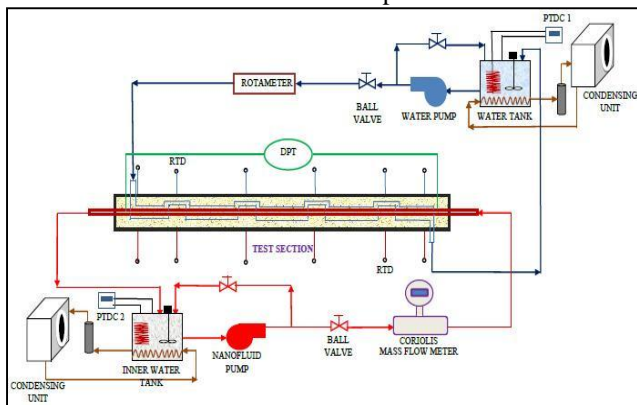 PTDC 1
ROTAMETER
BALL
VALVE
WATER PUMP
WATER TANK
CONDENSING
UNIT
DPT
RTD
TEST SECTION
RTD
PTDC 2
CONDENSING
UNIT
INNER WATER
TANK
NANOFLUID
PUMP
BALL
VALVE
CORIOLIS
MASS FLOW METER